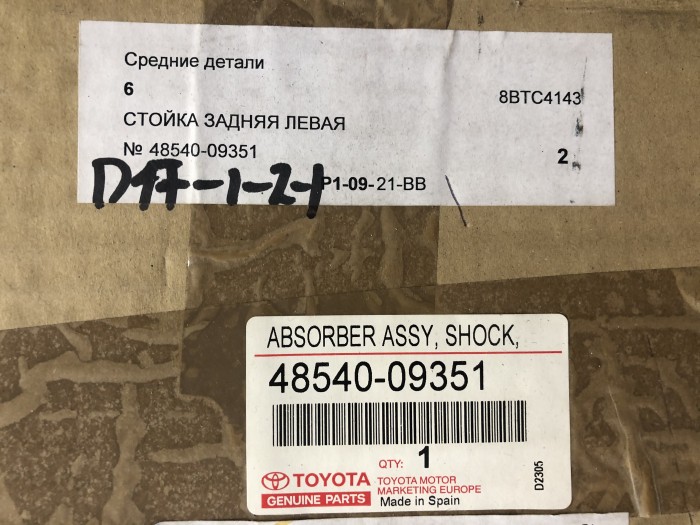 Средние детали
6
8ВТС4143
СТОЙКА ЗАДНЯЯ ЛЕВАЯ
№ 48540-09351
2
D17-1-2-1
P1-09-21-BB
ABSORBER ASSY, SHOCK,
48540-09351
QTY: 1
TOYOTA
GENUINE PARTS
TOYOTA MOTOR
MARKETING EUROPE
Made in Spain
D2305